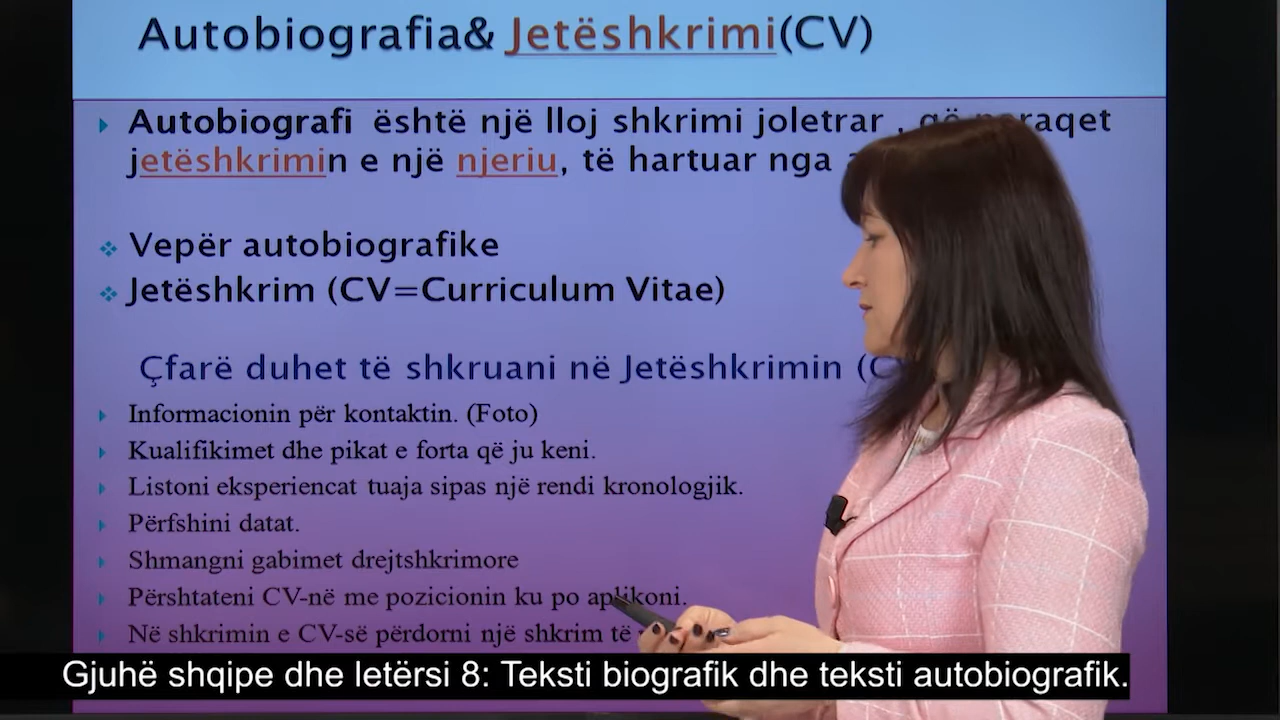 Autobiografia& Jetëshkrimi(CV)
Autobiografi është një lloj shkrimi joletrar , që paraqet
jetëshkrimin e një njeriu, të hartuar nga
Vepër autobiografike
Jetëshkrim (CV=Curriculum Vitae)
Çfarë duhet të shkruani në Jetëshkrimin (C
Informacionin për kontaktin. (Foto)
Kualifikimet dhe pikat e forta që ju keni.
Listoni eksperiencat tuaja sipas një rendi kronologjik.
Përfshini datat.
Shmangni gabimet drejtshkrimore
Përshtateni CV-në me pozicionin ku po aplikoni.
Në shkrimin e CV-së përdorni një shkrim të
Gjuhë shqipe dhe letërsi 8: Teksti biografik dhe teksti autobiografik.